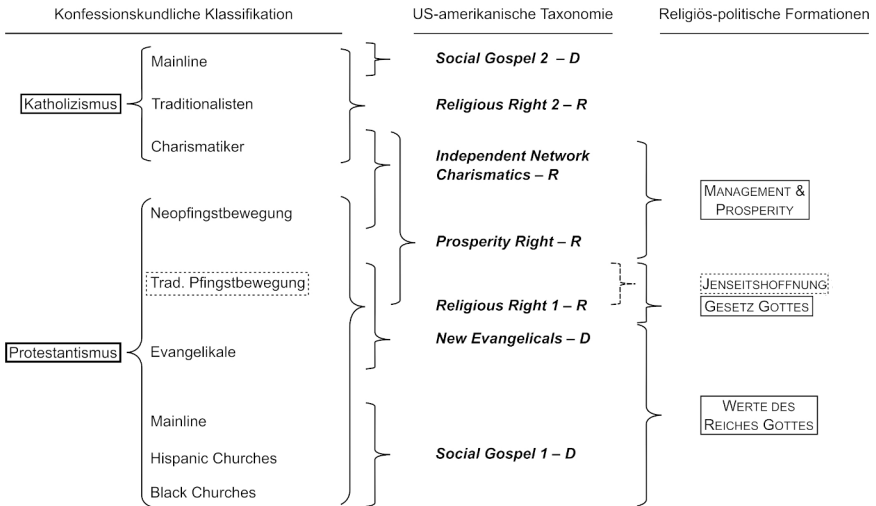 Konfessionskundliche Klassifikation
US-amerikanische Taxonomie
Religiös-politische Formationen
Mainline
Social Gospel 2 – D
Katholizismus
Traditionalisten
Religious Right 2 – R
Charismatiker
Independent Network
Charismatics – R
MANAGEMENT &
PROSPERITY
Neopfingstbewegung
Prosperity Right – R
Trad. Pfingstbewegung
JENSEITSHOFFNUNG
Religious Right 1 – R
GESETZ GOTTES
New Evangelicals – D
Protestantismus
Evangelikale
WERTE DES
REICHES GOTTES
Mainline
Hispanic Churches
Social Gospel 1 – D
Black Churches